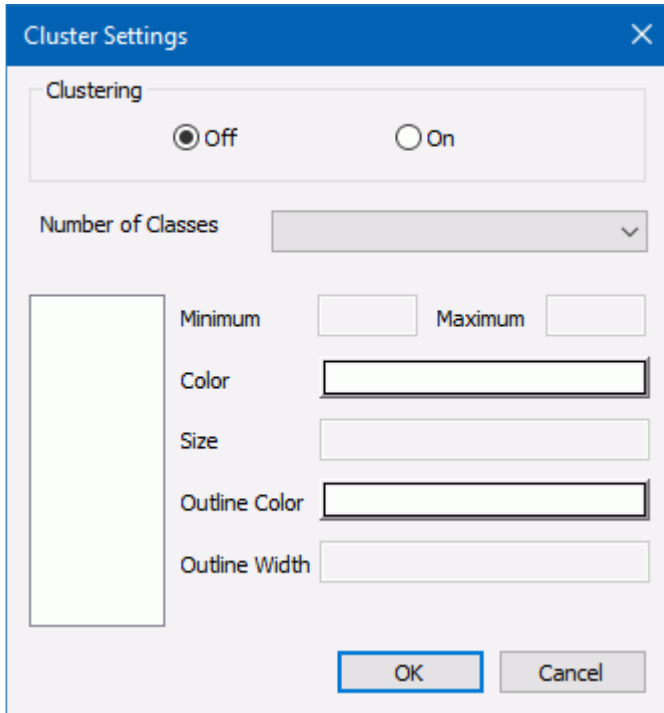 Cluster Settings
Clustering
Off On
Number of Classes
Minimum Maximum
Color
Size
Outline Color
Outline Width
OK Cancel